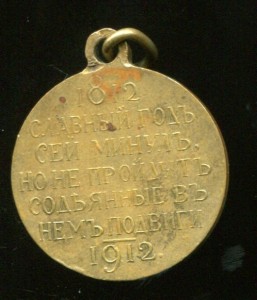 1812
СЛАВНЫЙ ГОДЪ
СЕЙ МИНУЛЪ,
НО НЕ ПРОЙДУТЪ
СОДѢЯННЫЕ ВЪ
НЕМЪ ПОДВИГИ
1912.